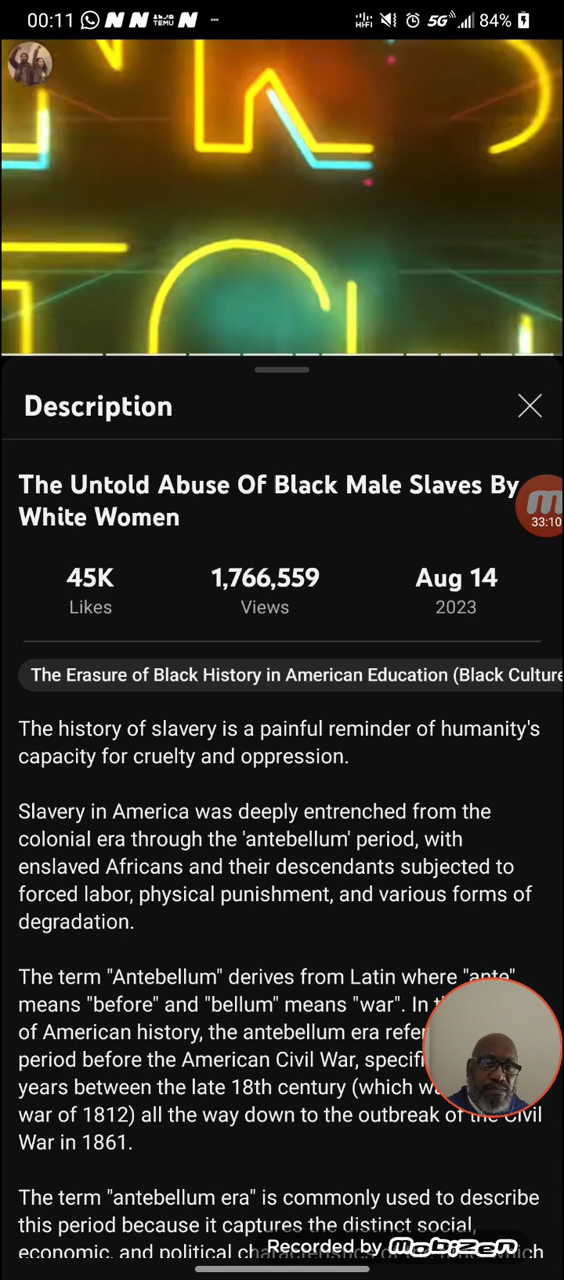 00:11
TEMU
HI-FI
5G
84%
Description
The Untold Abuse Of Black Male Slaves By
White Women
33:10
45K
1,766,559
Aug 14
Likes
Views
2023
The Erasure of Black History in American Education (Black Culture
The history of slavery is a painful reminder of humanity's
capacity for cruelty and oppression.
Slavery in America was deeply entrenched from the
colonial era through the 'antebellum' period, with
enslaved Africans and their descendants subjected to
forced labor, physical punishment, and various forms of
degradation.
The term "Antebellum" derives from Latin where "ante"
means "before" and "bellum" means "war". In
of American history, the antebellum era
period before the American Civil War,
years between the late 18th century (which
war of 1812) all the way down to the outbreak of the Civil
War in 1861.
The term "antebellum era" is commonly used to describe
this period because it captures the distinct social,
economic, and political
Recorded by MobiZen